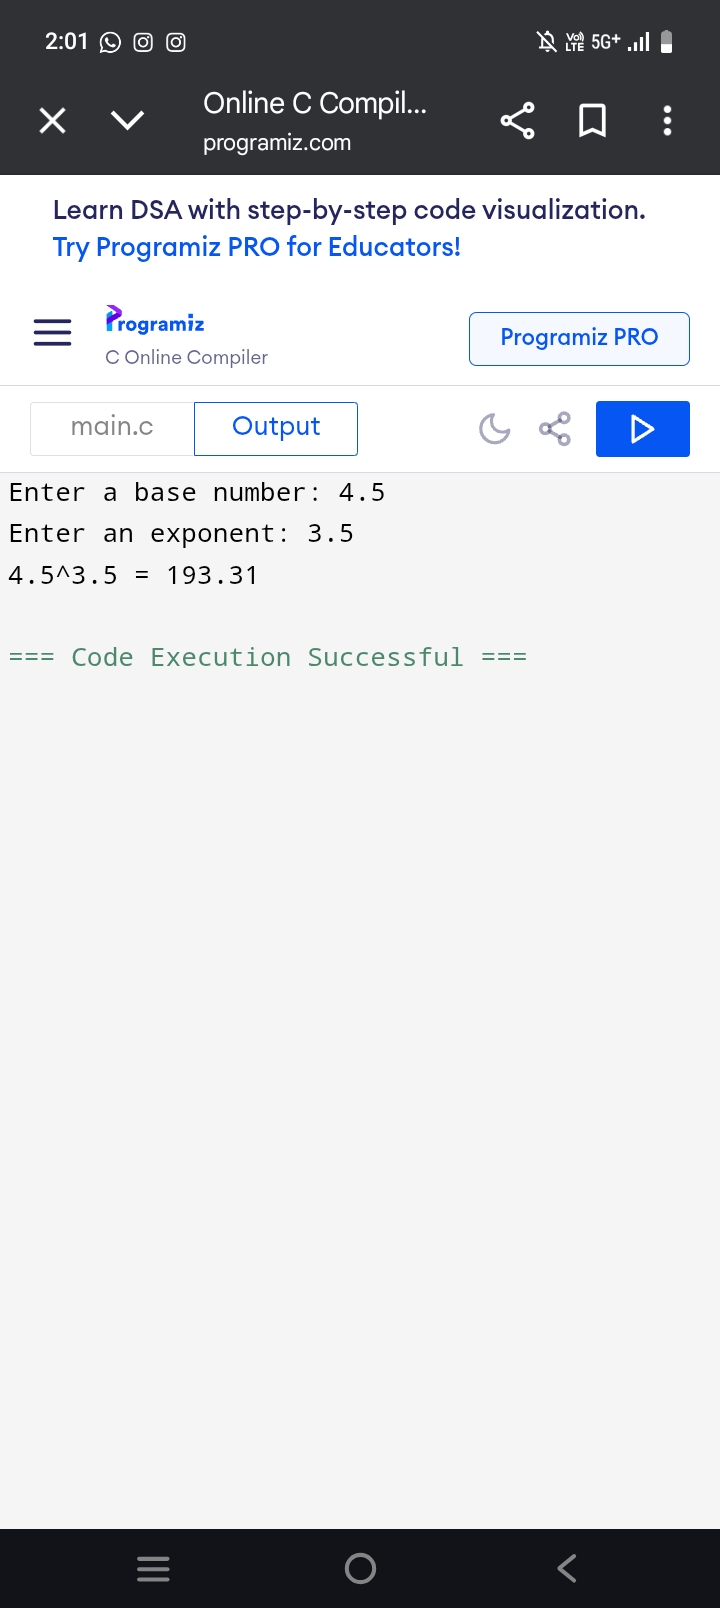 2:01 VoLTE 5G+
Online C Compil...
programiz.com
Learn DSA with step-by-step code visualization.
Try Programiz PRO for Educators!
Programiz
C Online Compiler
Programiz PRO
main.c
Output
Enter a base number: 4.5
Enter an exponent: 3.5
4.5^3.5 = 193.31
=== Code Execution Successful ===